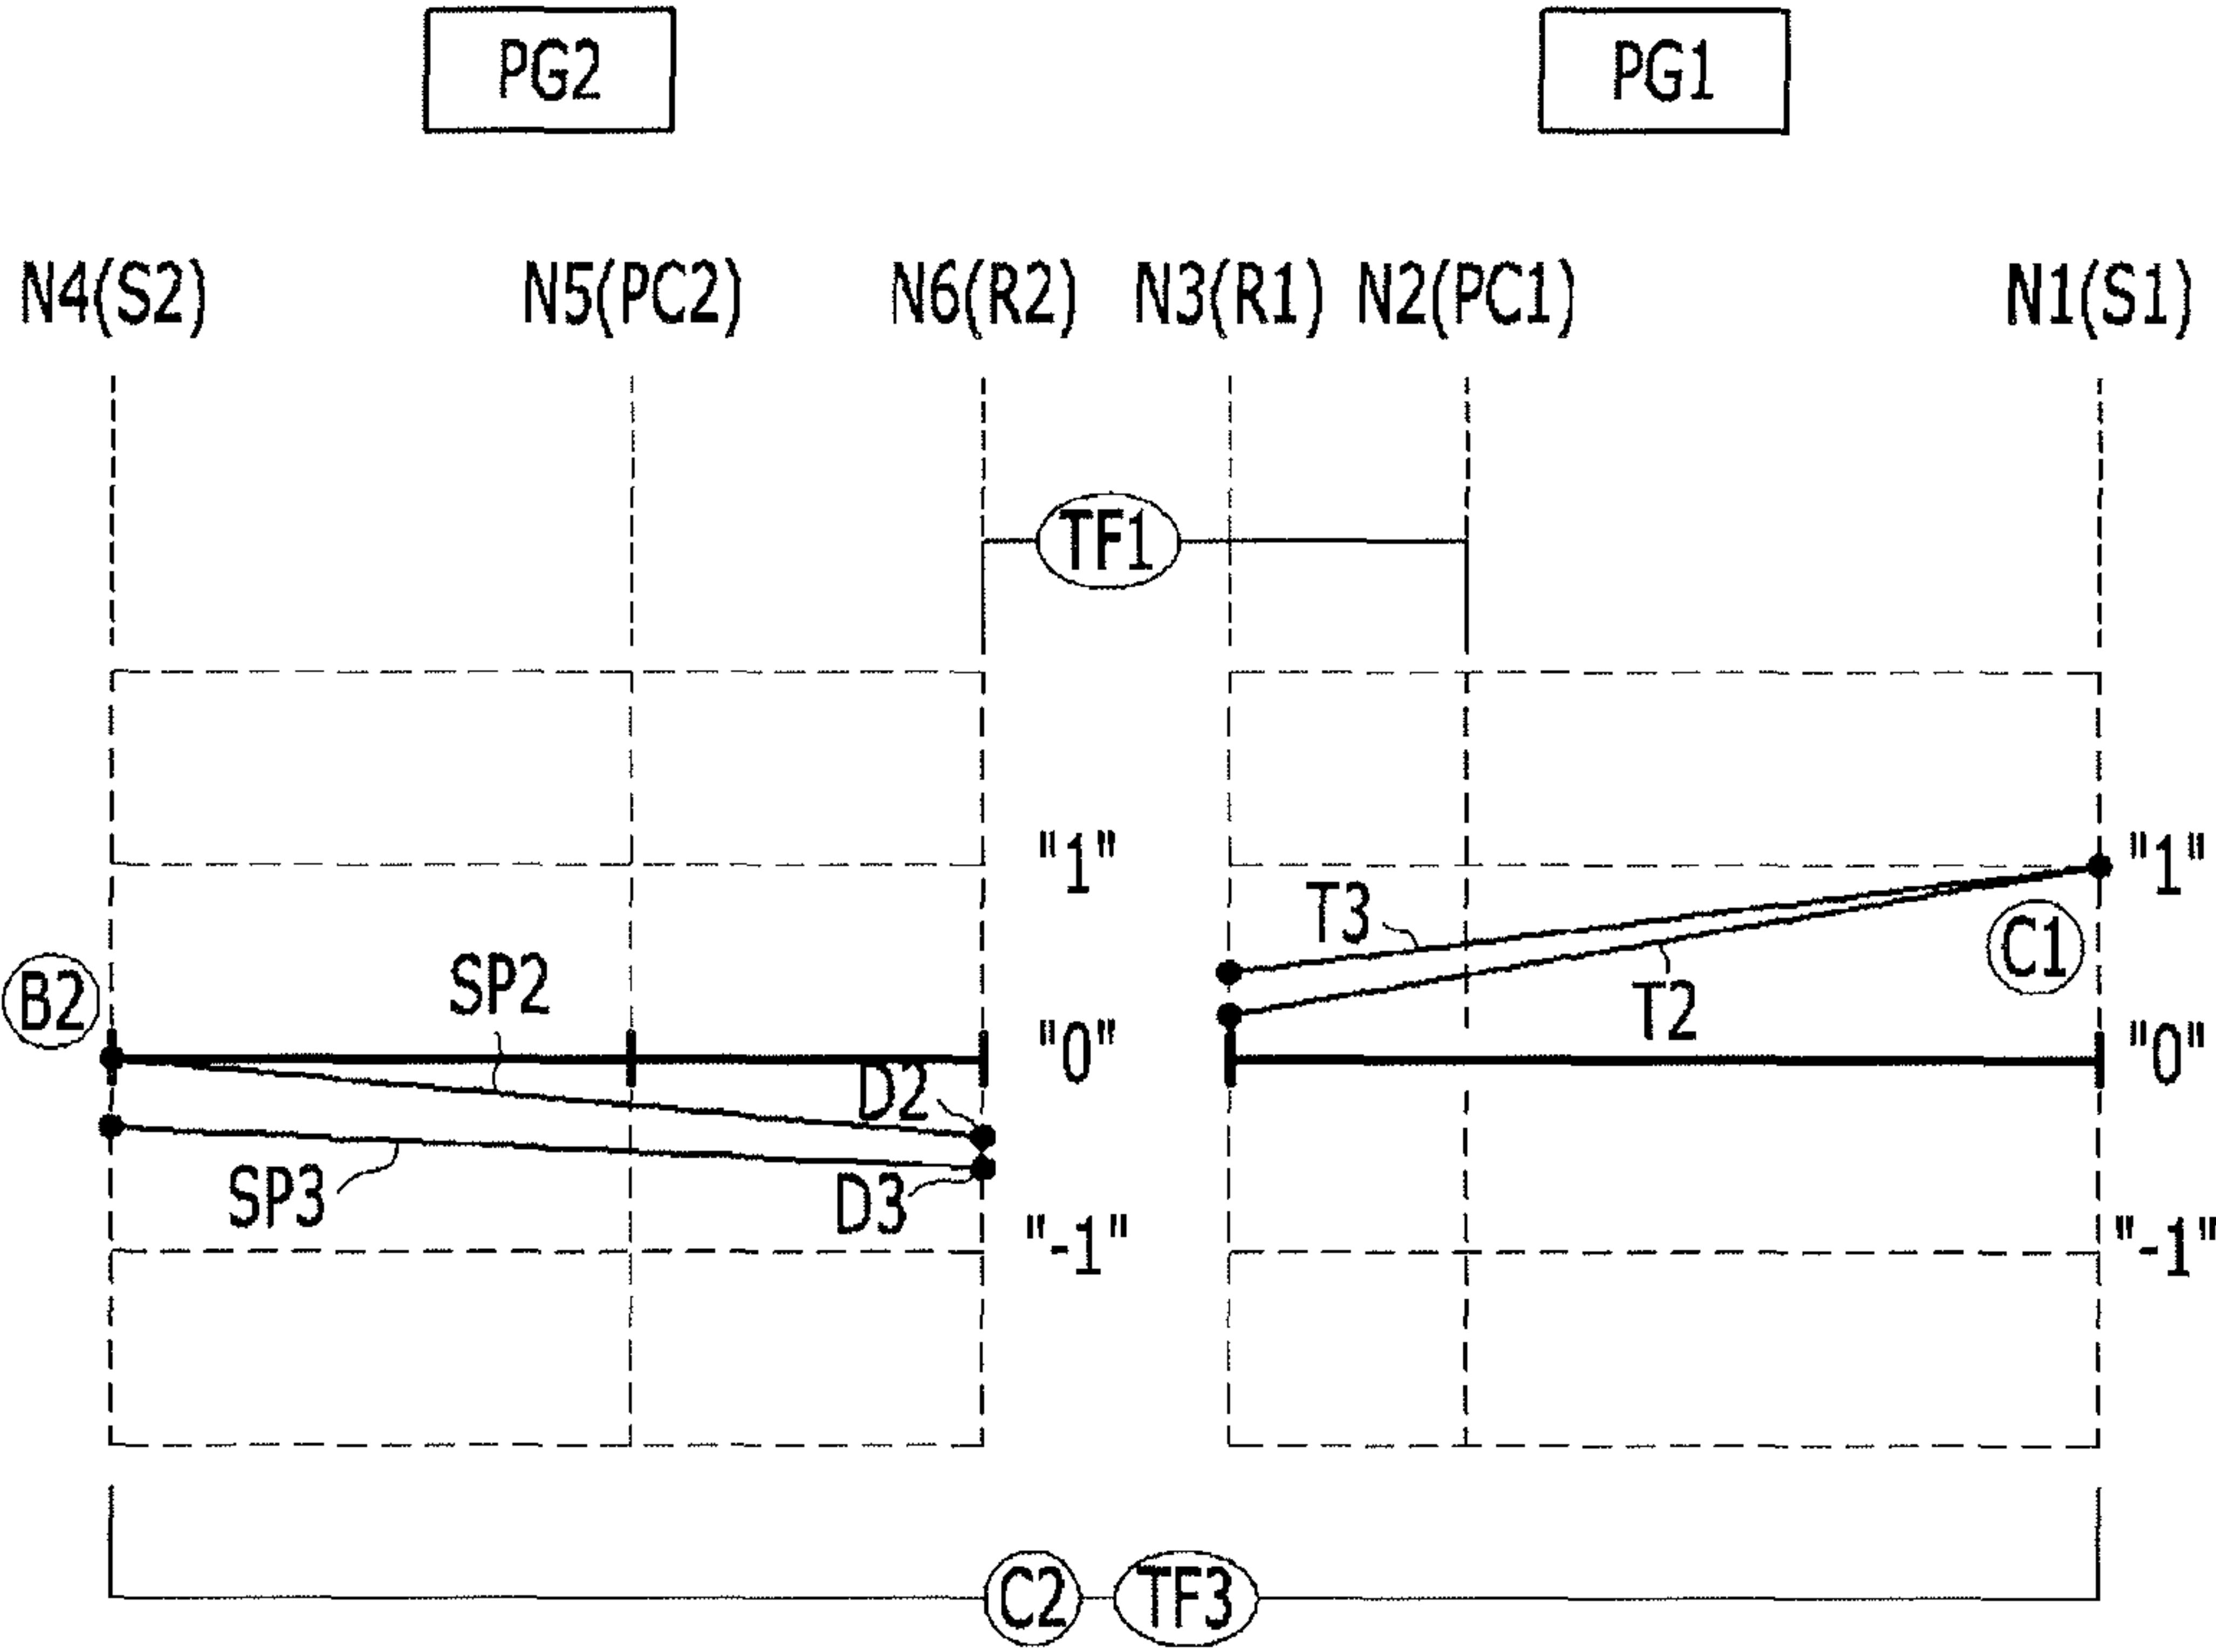 PG2 PG1
N4(S2) N5(PC2) N6(R2) N3(R1) N2(PC1) N1(S1)
TF1
"1" "1"
T3
C1
SP2
B2
T2
"0" "0"
D2
SP3 D3
"-1" "-1"
C2 TF3